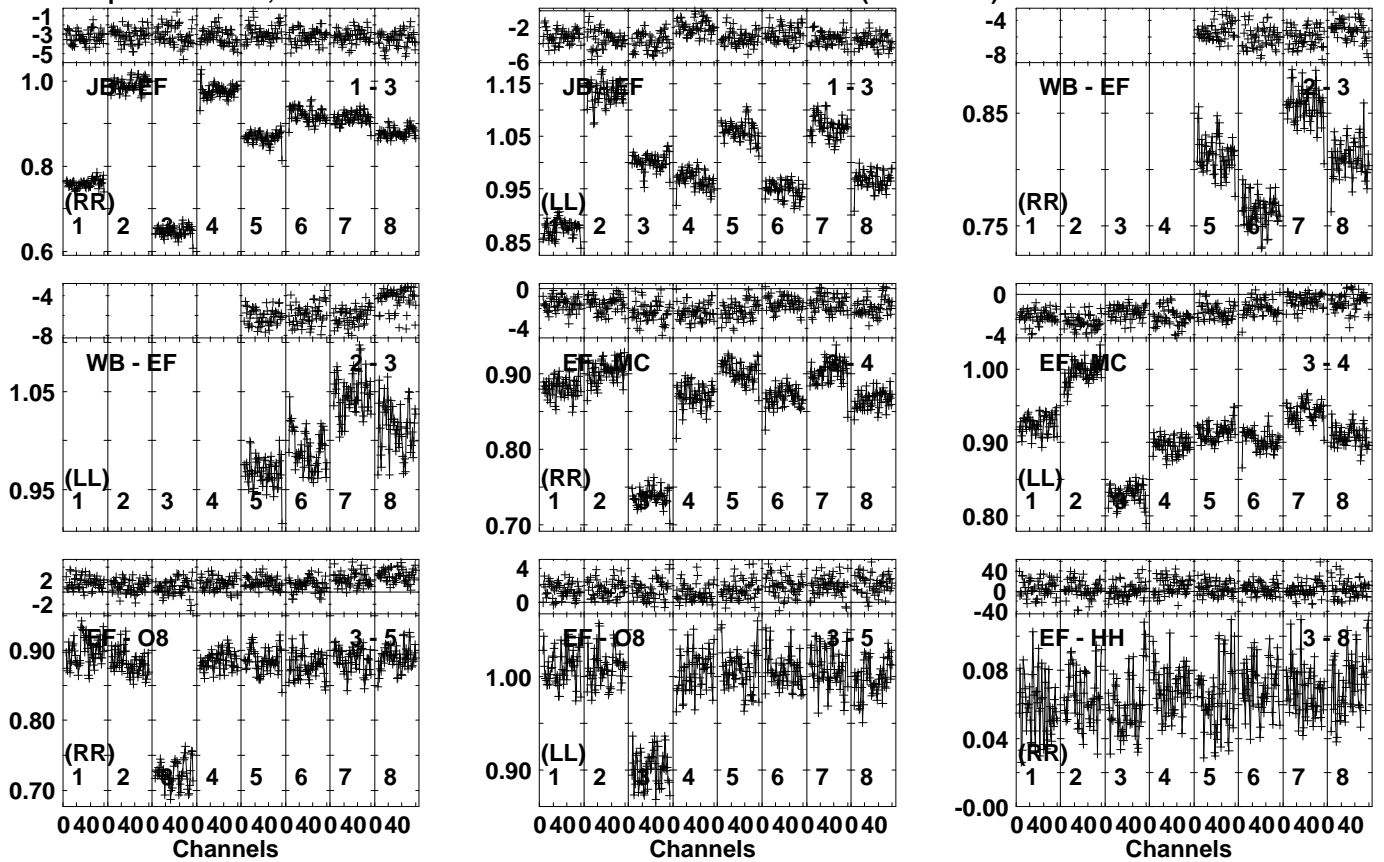 -1
-3
-5
1.0
0.8
0.6
JB - EF 1 - 3
(RR)
1 2 3 4 5 6 7 8
-2
-6
1.15
1.05
0.95
0.85
JB - EF 1 - 3
(LL)
1 2 3 4 5 6 7 8
-4
-8
0.85
0.75
WB - EF 2 - 3
(RR)
1 2 3 4 5 6 7 8
-4
-8
1.05
0.95
WB - EF 2 - 3
(LL)
1 2 3 4 5 6 7 8
0
-4
0.90
0.80
0.70
EF - MC 3 - 4
(RR)
1 2 3 4 5 6 7 8
0
-4
1.00
0.90
0.80
EF - MC 3 - 4
(LL)
1 2 3 4 5 6 7 8
2
-2
0.90
0.80
0.70
EF - O8 3 - 5
(RR)
1 2 3 4 5 6 7 8
0 40 0 40 0 40 0 40 0 40 0 40 0 40 0 40
Channels
4
0
1.00
0.90
EF - O8 3 - 5
(LL)
1 2 3 4 5 6 7 8
0 40 0 40 0 40 0 40 0 40 0 40 0 40 0 40
Channels
40
0
-40
0.08
0.04
-0.00
EF - HH 3 - 8
(RR)
1 2 3 4 5 6 7 8
0 40 0 40 0 40 0 40 0 40 0 40 0 40 0 40
Channels